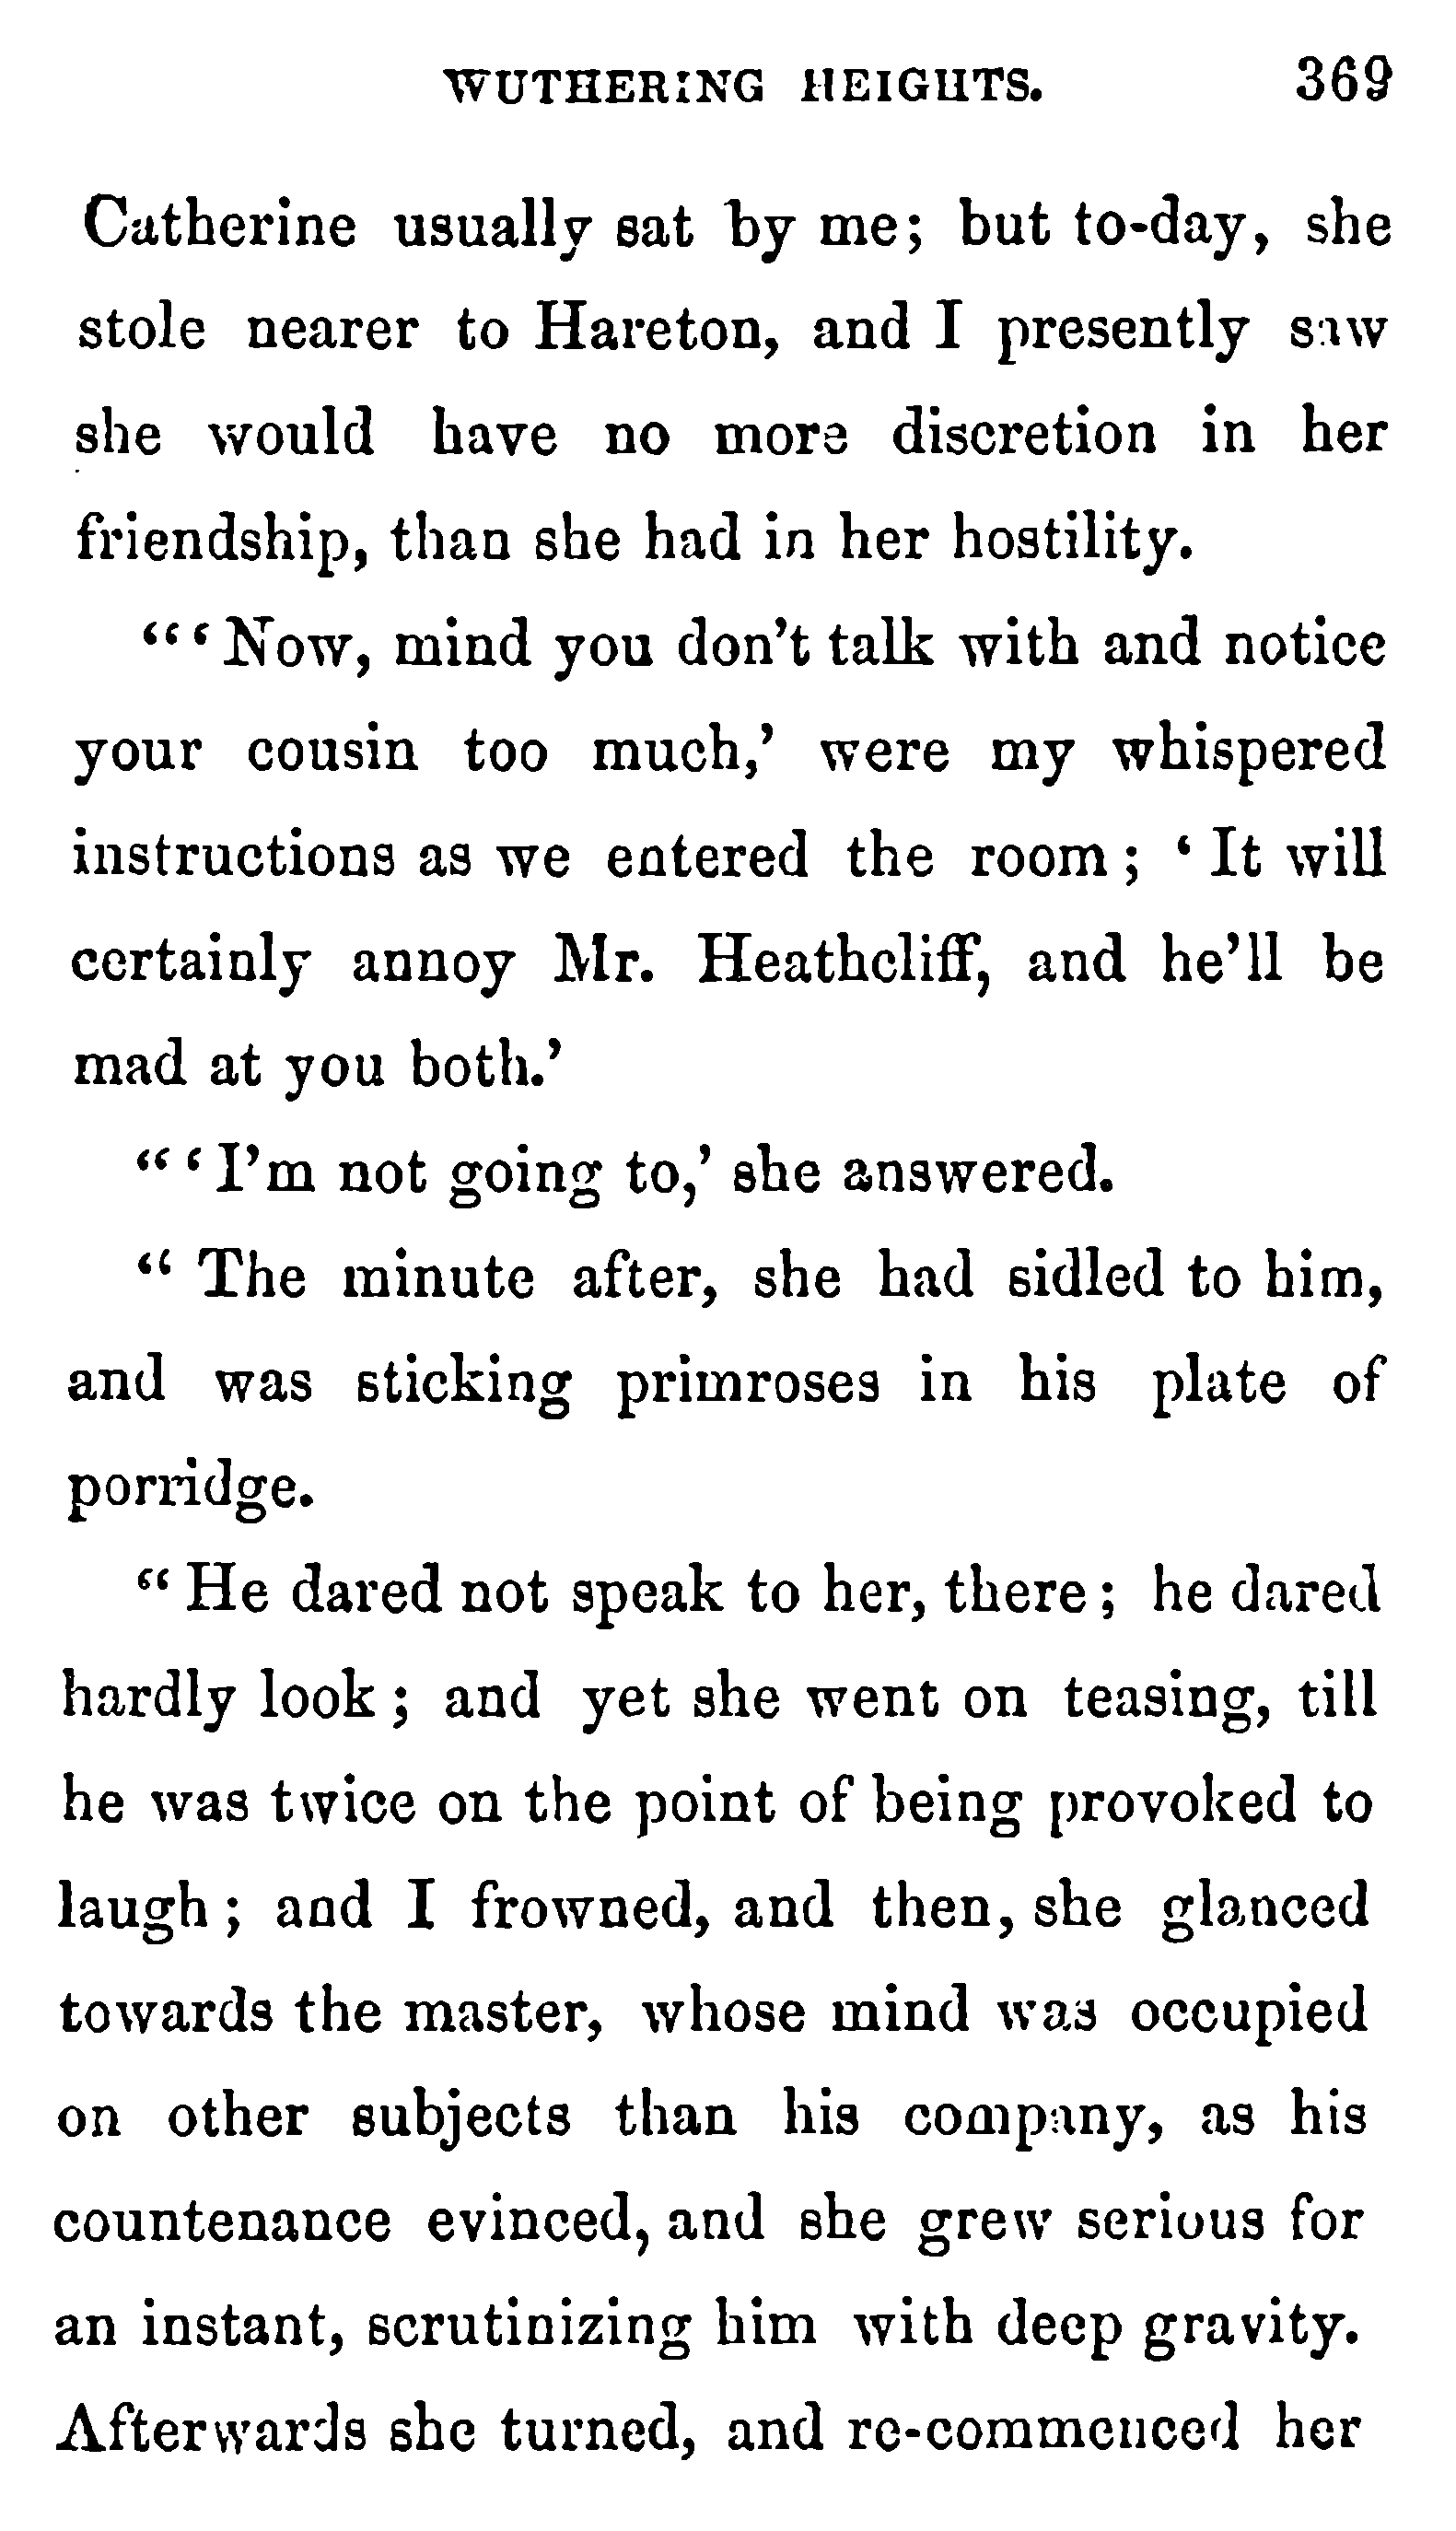 WUTHERING HEIGHTS. 369
Catherine usually sat by me; but to-day, she
stole nearer to Hareton, and I presently saw
she would have no more discretion in her
friendship, than she had in her hostility.
"'Now, mind you don't talk with and notice
your cousin too much,' were my whispered
instructions as we entered the room; 'It will
certainly annoy Mr. Heathcliff, and he'll be
mad at you both.'
"'I'm not going to,' she answered.
"The minute after, she had sidled to him,
and was sticking primroses in his plate of
porridge.
"He dared not speak to her, there; he dared
hardly look; and yet she went on teasing, till
he was twice on the point of being provoked to
laugh; and I frowned, and then, she glanced
towards the master, whose mind was occupied
on other subjects than his company, as his
countenance evinced, and she grew serious for
an instant, scrutinizing him with deep gravity.
Afterwards she turned, and re-commenced her